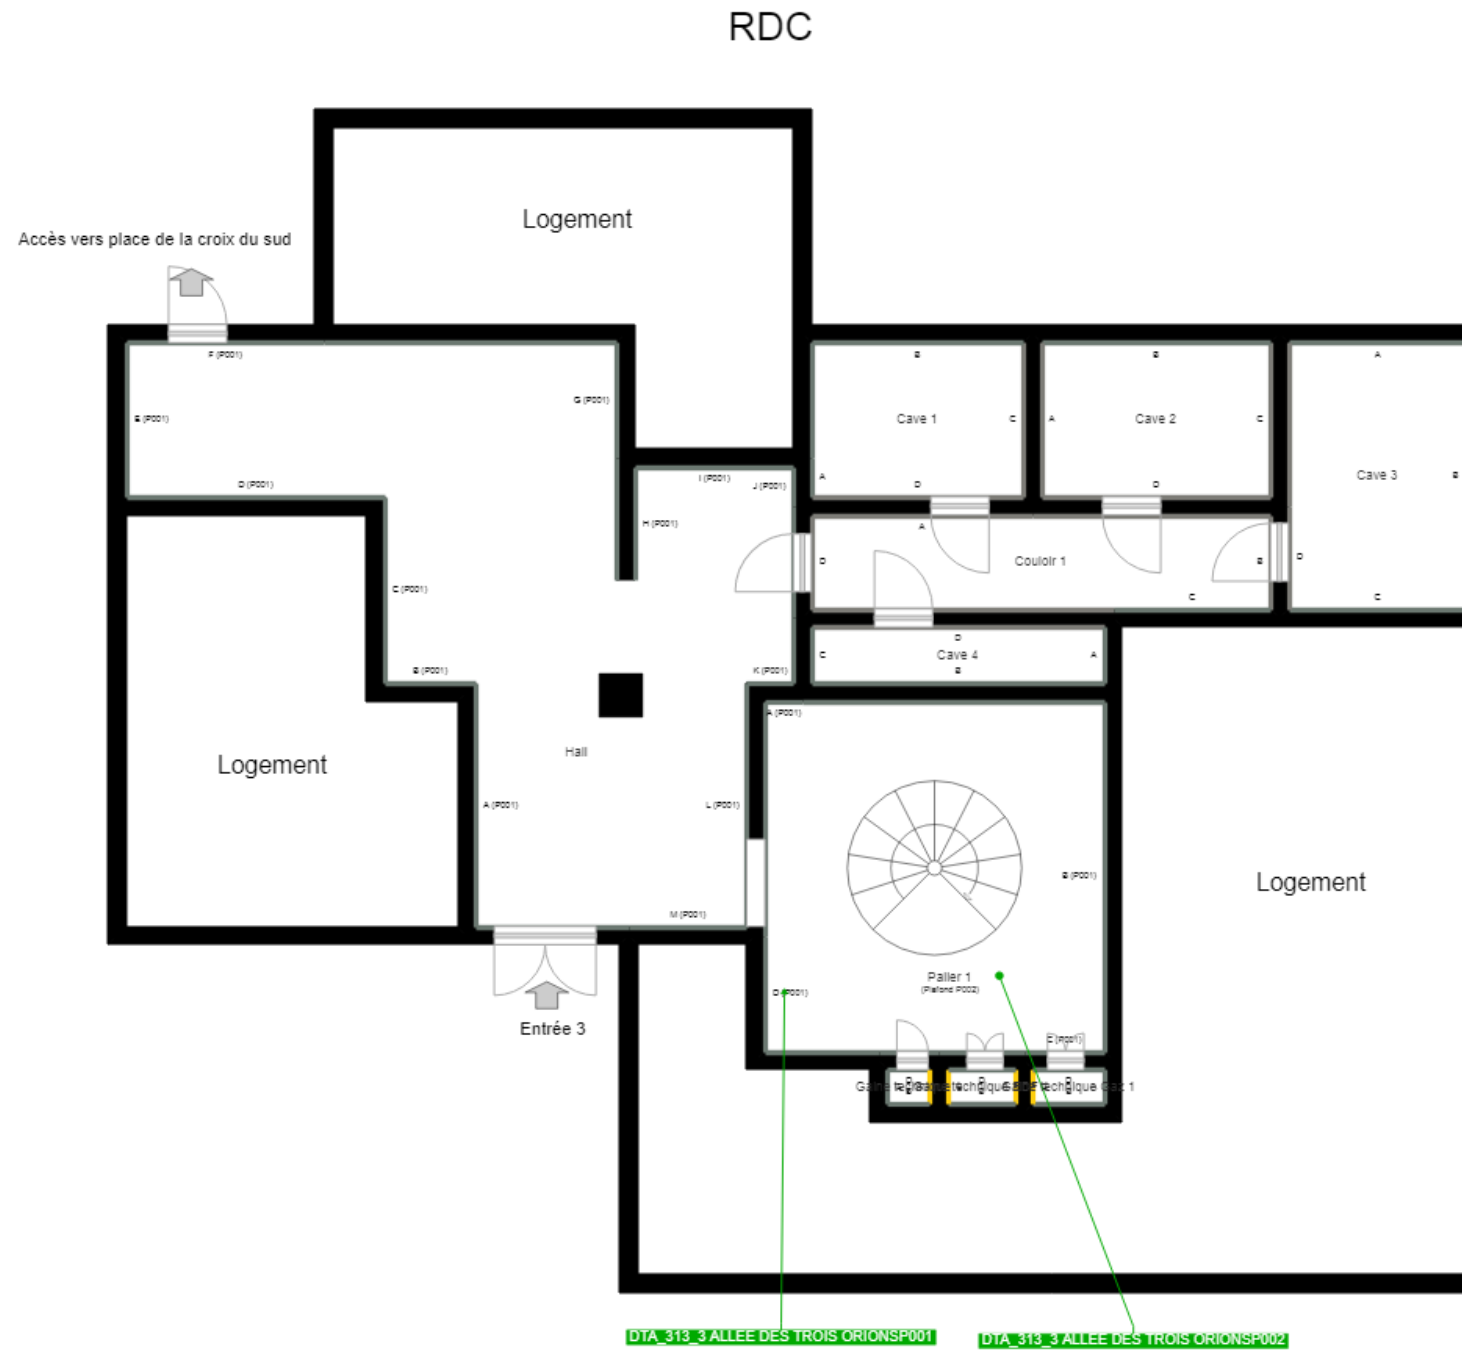 RDC
Logement
Accès vers place de la croix du sud
F (P001)
E (P001)
G (P001)
D (P001)
I (P001)
J (P001)
H (P001)
C (P001)
B (P001)
K (P001)
A (P001)
L (P001)
M (P001)
Hall
Logement
Entrée 3
B
Cave 1
C
A
D
B
A
Cave 2
C
D
A
Cave 3
B
D
C
A
D
Couloir 1
B
C
D
C
Cave 4
A
B
A (P001)
B (P001)
Palier 1
(Plafond P002)
D (P001)
C (P001)
Logement
Gaz 1
DTA_313_3 ALLEE DES TROIS ORIONSP001
DTA_313_3 ALLEE DES TROIS ORIONSP002